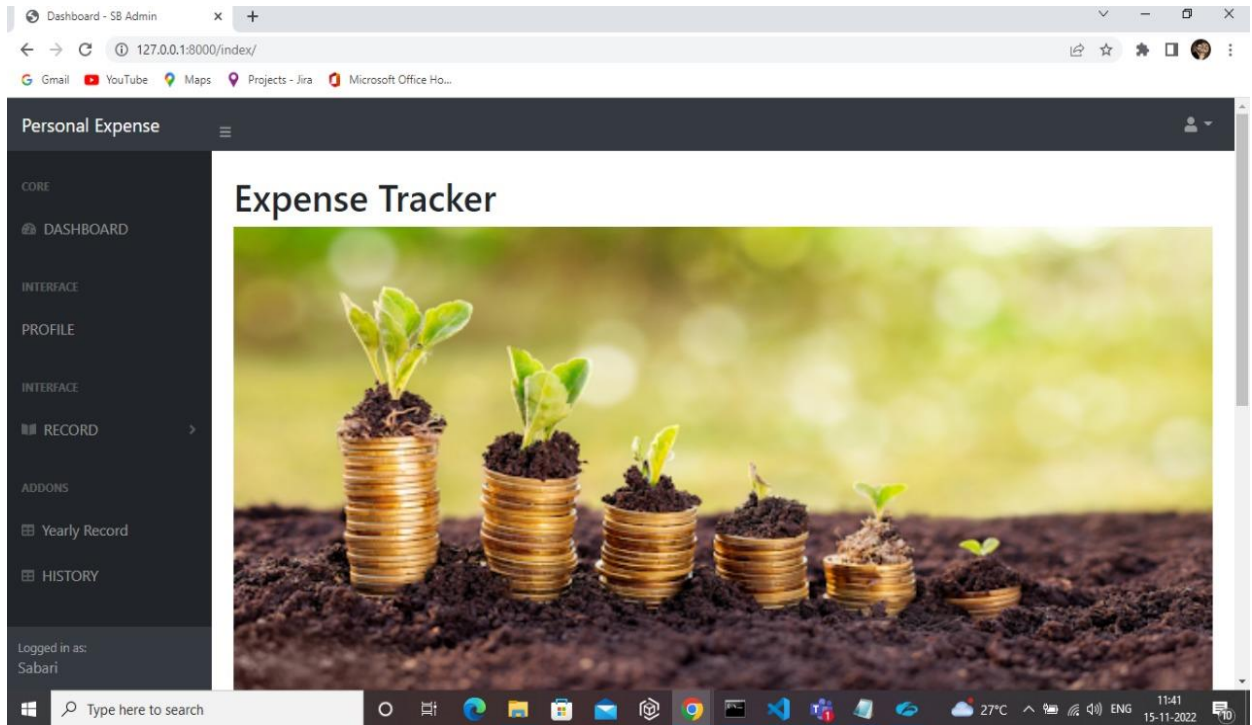 Dashboard - SB Admin
127.0.0.1:8000/index/
Gmail YouTube Maps Projects - Jira Microsoft Office Ho...
Personal Expense
CORE
DASHBOARD
INTERFACE
PROFILE
INTERFACE
RECORD
ADDONS
Yearly Record
HISTORY
Logged in as:
Sabari
Expense Tracker
Type here to search
27°C ENG 11:41
15-11-2022
10